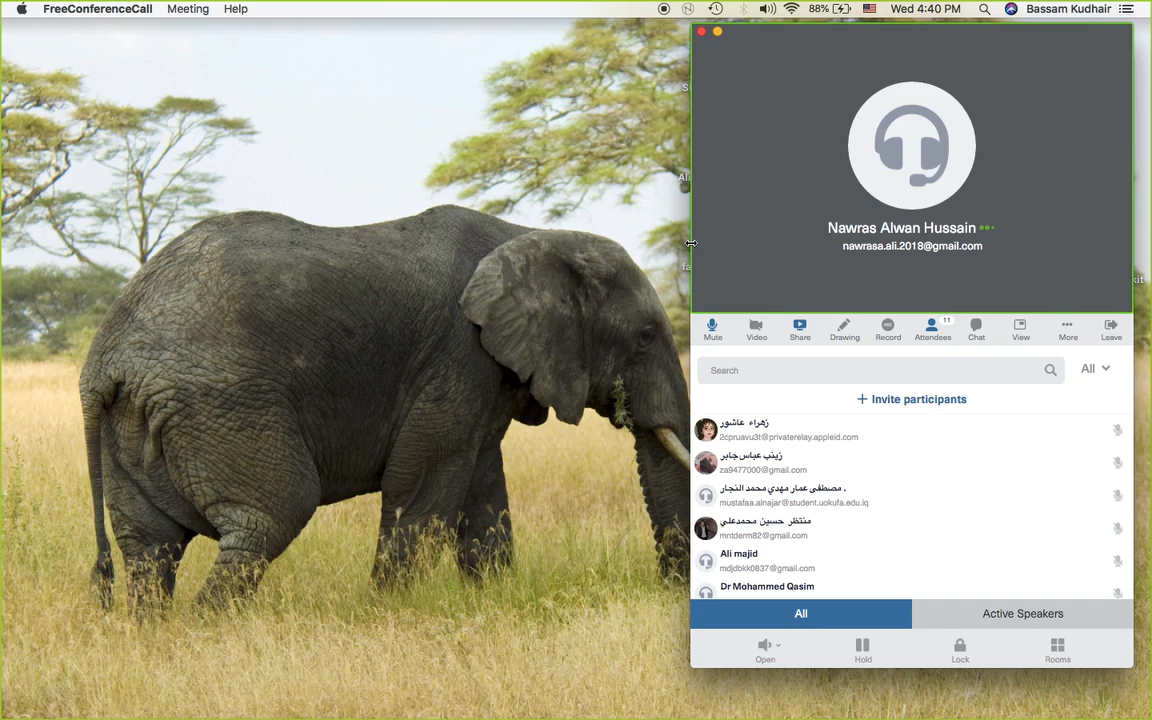 FreeConferenceCall Meeting Help
88% Wed 4:40 PM Bassam Kudhair
Nawras Alwan Hussain
nawrasa.ali.2018@gmail.com
Mute Video Share Drawing Record Attendees 11 Chat View More Leave
Search All
+ Invite participants
زهراء عاشور
2cpruavu3t@privaterelay.appleid.com
زينب عباس جابر
za9477000@gmail.com
مصطفى عمار مهدي محمد النجار .
mustafaa.alnajar@student.uokufa.edu.iq
منتظر حسين محمدعلي
mntderm82@gmail.com
Ali majid
mdjdbkk0837@gmail.com
Dr Mohammed Qasim
All Active Speakers
Open Hold Lock Rooms